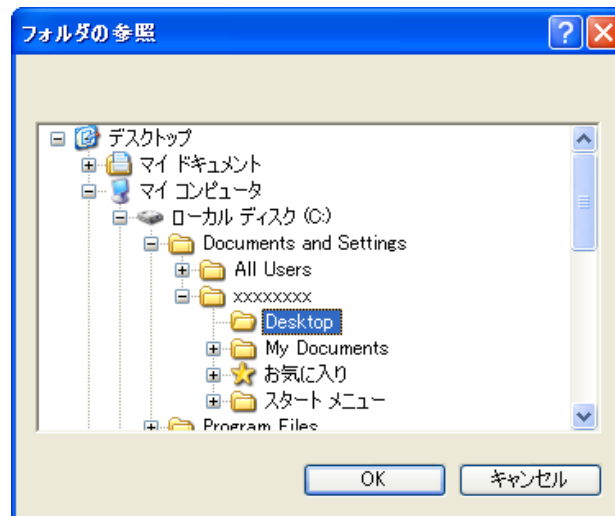 フォルダの参照
デスクトップ
マイ ドキュメント
マイ コンピュータ
ローカル ディスク (C:)
Documents and Settings
All Users
xxxxxxxx
Desktop
My Documents
お気に入り
スタート メニュー
Program Files
OK
キャンセル